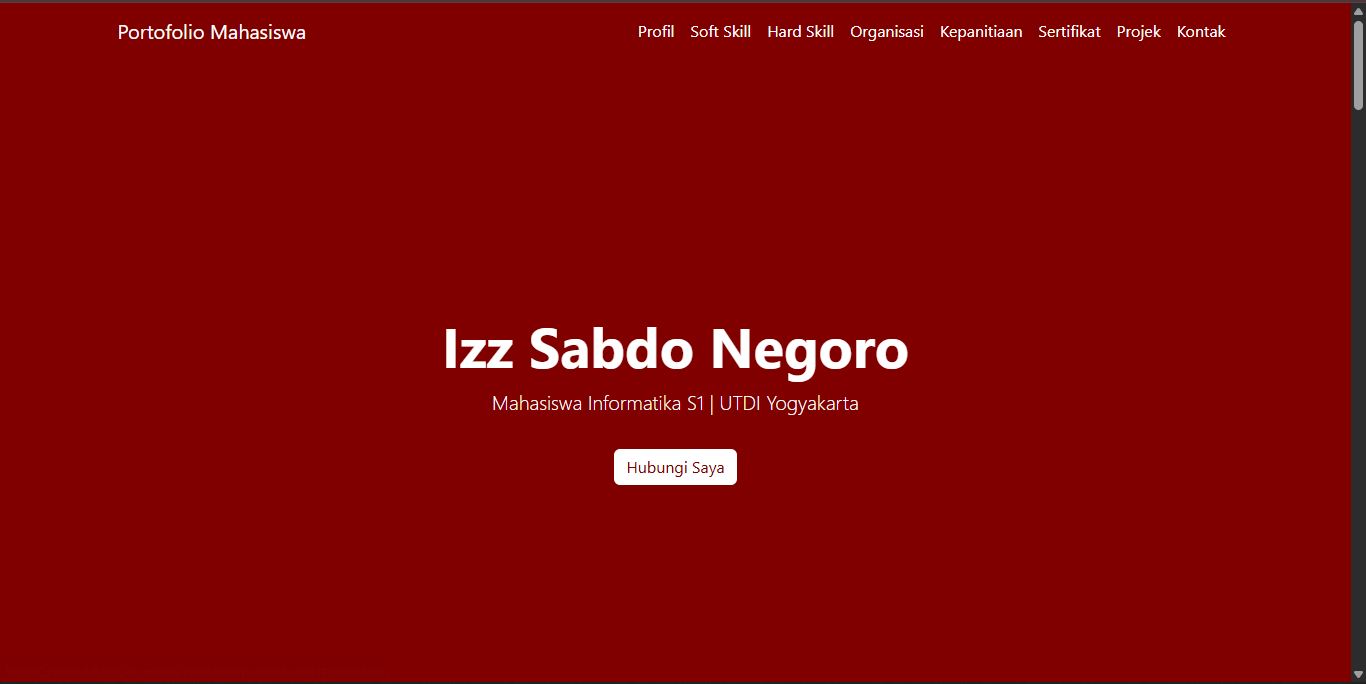 Portofolio Mahasiswa
Profil Soft Skill Hard Skill Organisasi Kepanitiaan Sertifikat Projek Kontak
Izz Sabdo Negoro
Mahasiswa Informatika S1 | UTDI Yogyakarta
Hubungi Saya